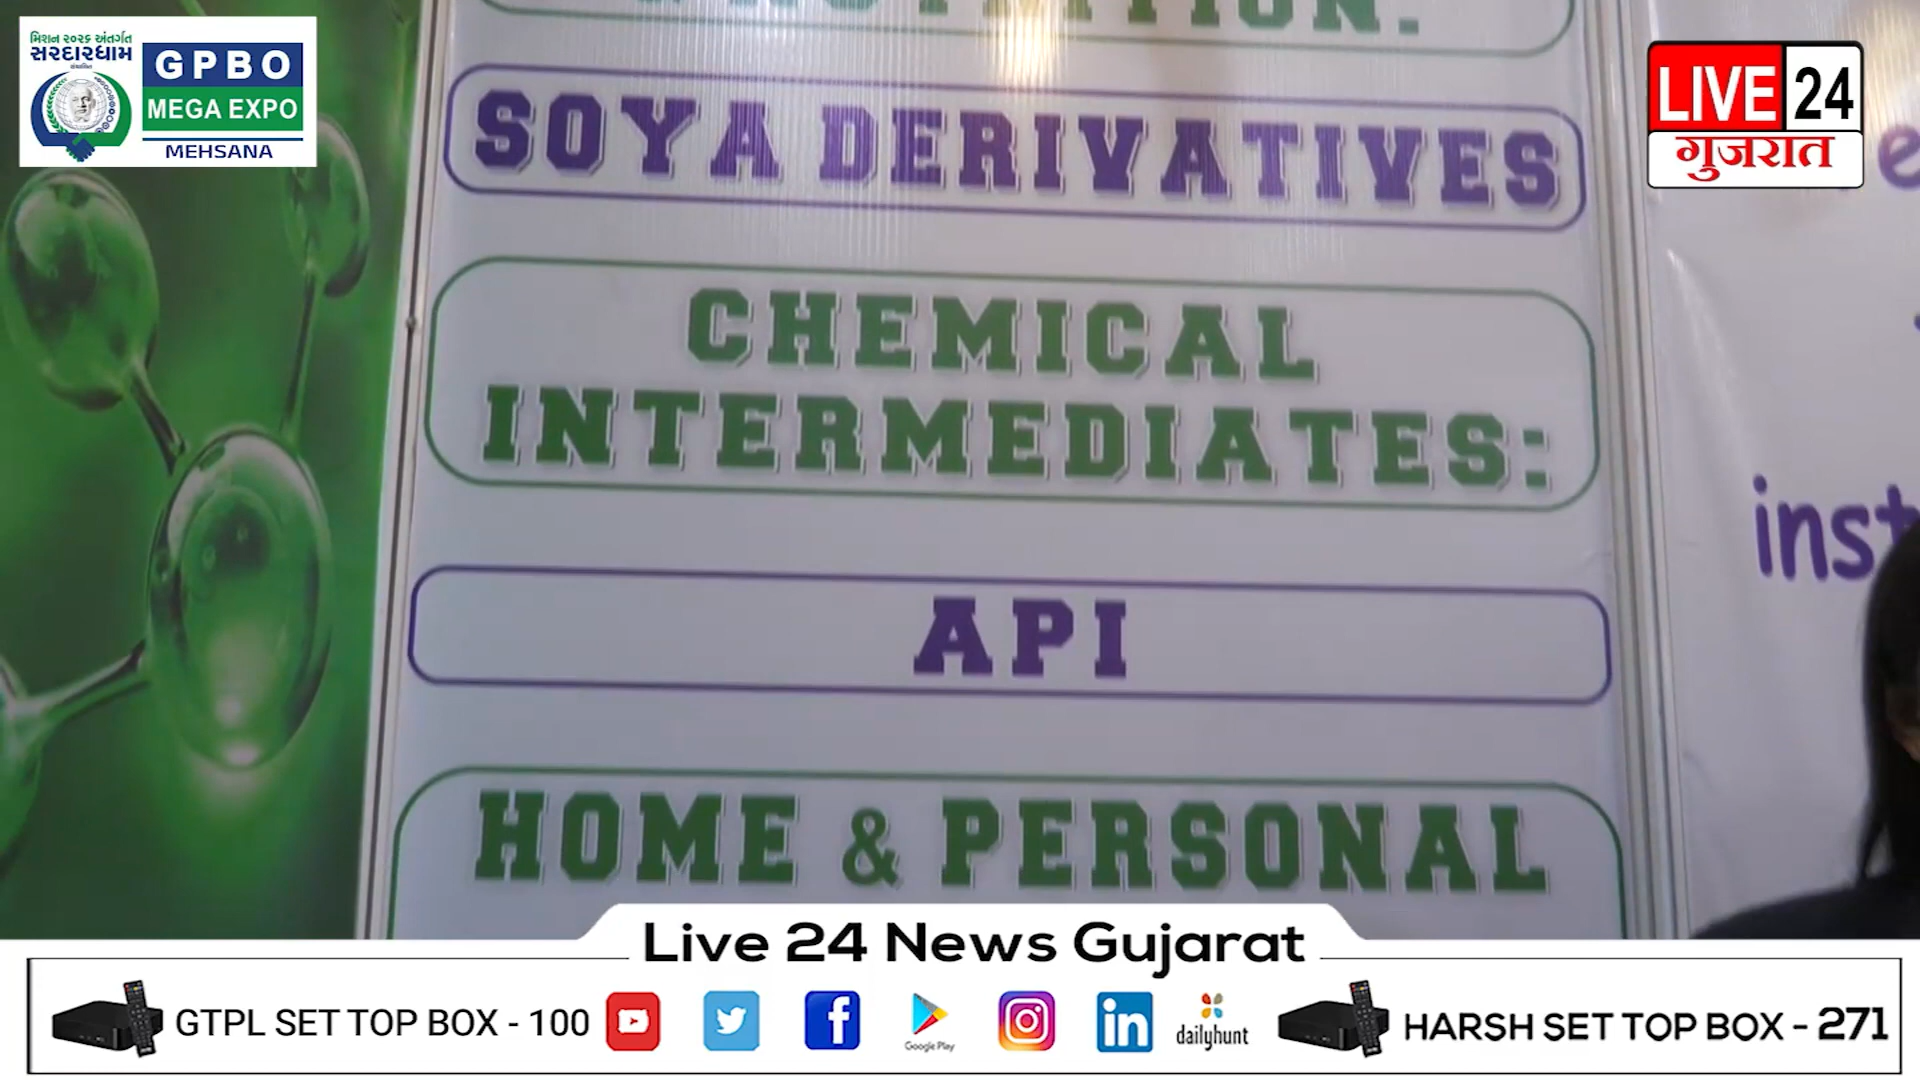 મિશન ૨૦૨૬ અંતર્ગત
સરદારધામ
GPBO
MEGA EXPO
MEHSANA
LIVE 24
गुजरात
SOYA DERIVATIVES
CHEMICAL
INTERMEDIATES:
API
HOME & PERSONAL
Live 24 News Gujarat
GTPL SET TOP BOX - 100
Google Play
dailyhunt
HARSH SET TOP BOX - 271